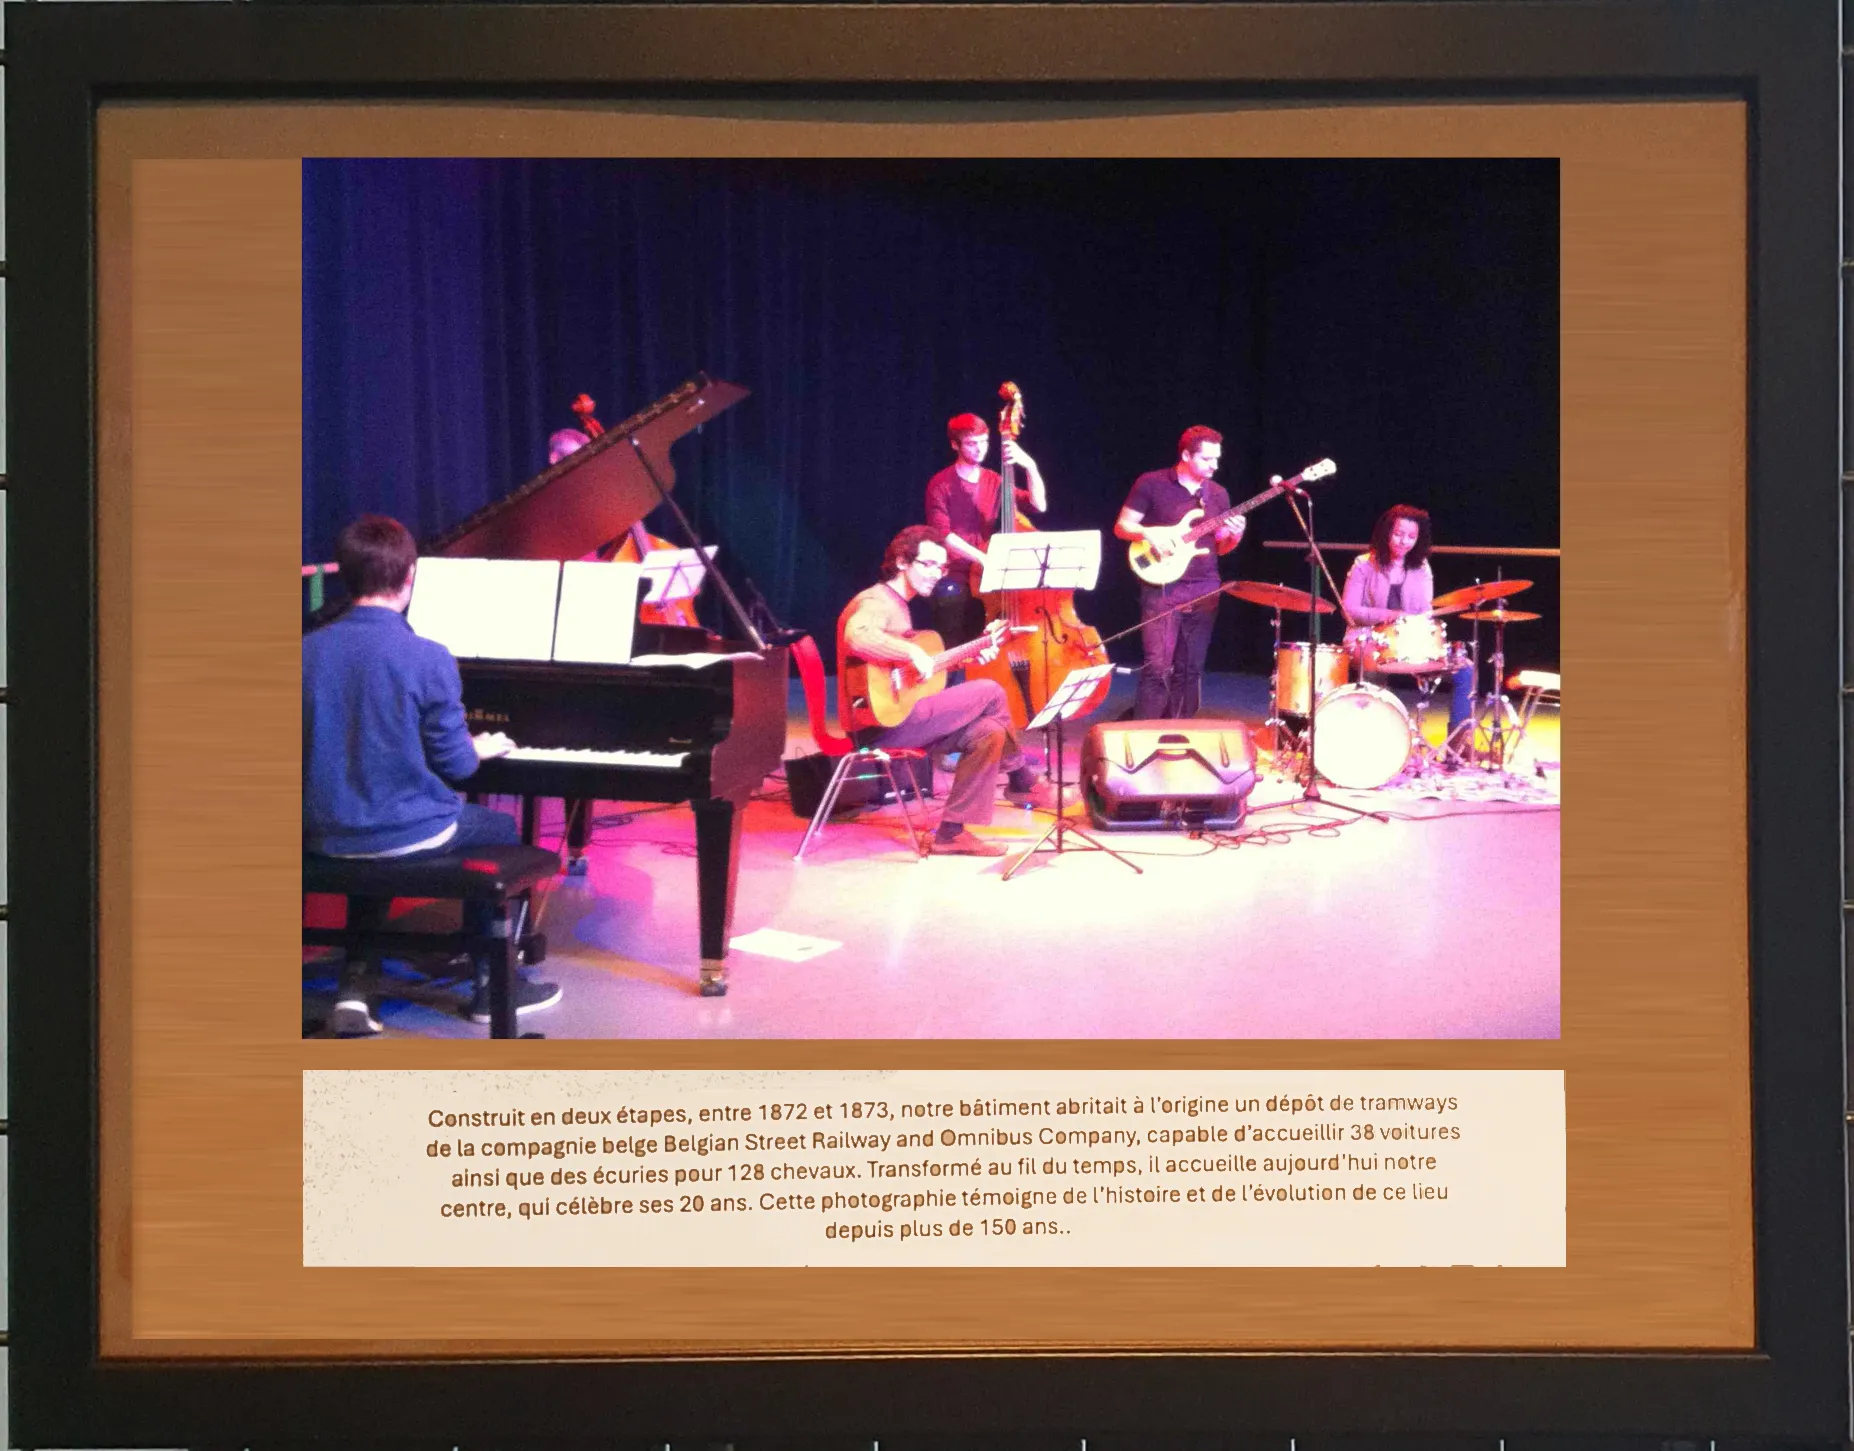 Construit en deux étapes, entre 1872 et 1873, notre bâtiment abritait à l'origine un dépôt de tramways
de la compagnie belge Belgian Street Railway and Omnibus Company, capable d'accueillir 38 voitures
ainsi que des écuries pour 128 chevaux. Transformé au fil du temps, il accueille aujourd'hui notre
centre, qui célèbre ses 20 ans. Cette photographie témoigne de l'histoire et de l'évolution de ce lieu
depuis plus de 150 ans..